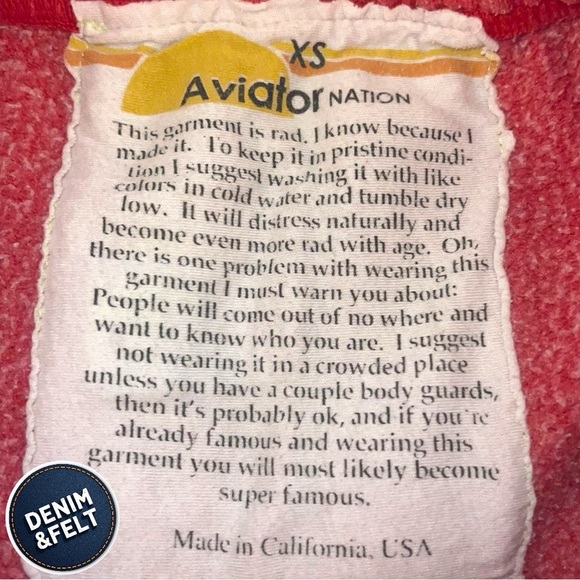 XS
Aviator NATION
This garment is rad. I know because I
made it. To keep it in pristine condi-
tion I suggest washing it with like
colors in cold water and tumble dry
low. It will distress naturally and
become even more rad with age. Oh,
there is one problem with wearing this
garment I must warn you about:
People will come out of no where and
want to know who you are. I suggest
not wearing it in a crowded place
unless you have a couple body guards,
then it's probably ok, and if you're
already famous and wearing this
garment you will most likely become
super famous.
Made in California, USA
DENIM
&FELT